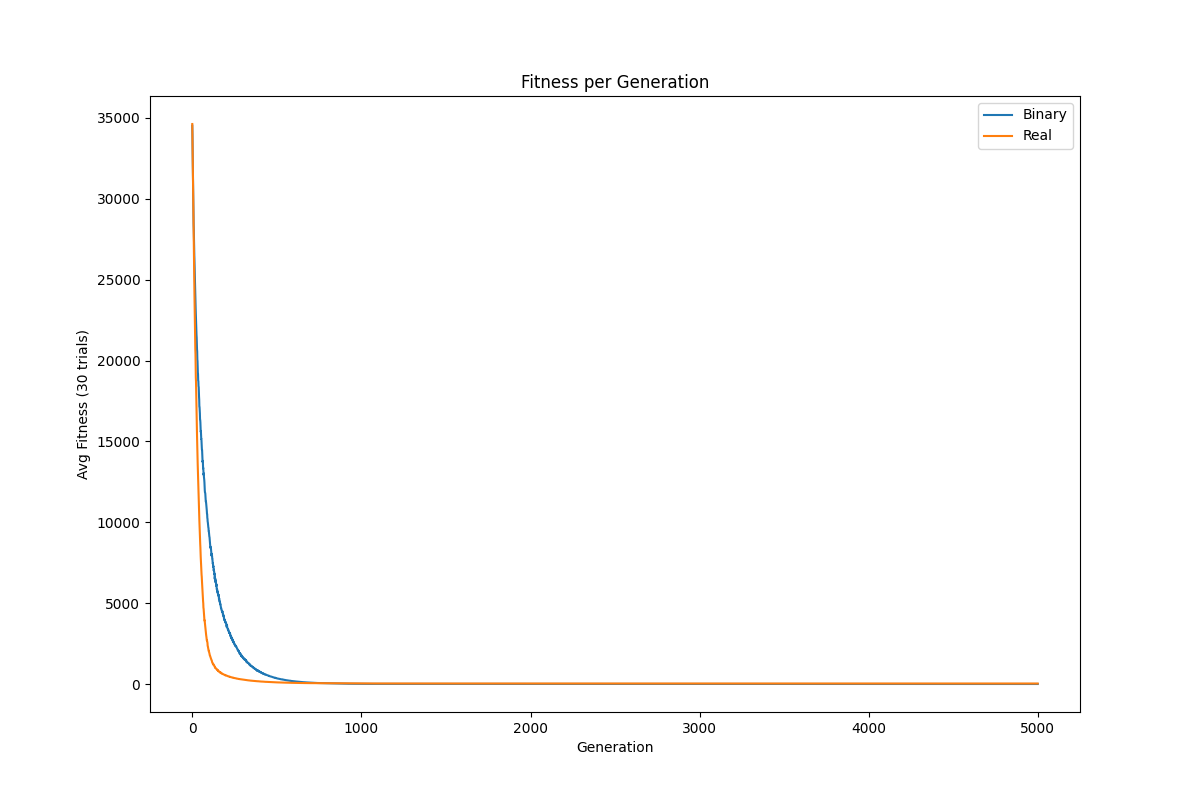 Fitness per Generation
Binary
Real
35000
30000
25000
20000
15000
10000
5000
0
Avg Fitness (30 trials)
0 1000 2000 3000 4000 5000
Generation